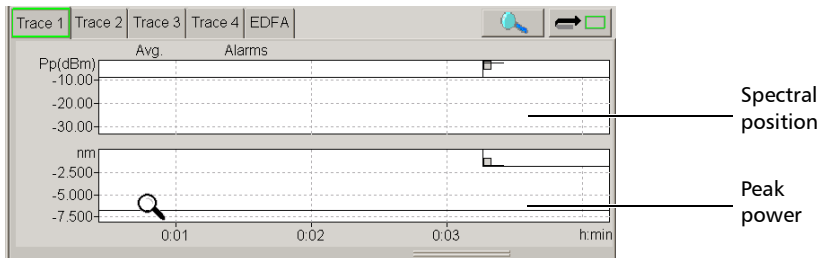 Trace 1 Trace 2 Trace 3 Trace 4 EDFA
Avg. Alarms
Pp(dBm)
-10.00
-20.00
-30.00
Spectral
position
nm
-2.500
-5.000
-7.500
Peak
power
0:01 0:02 0:03 h:min